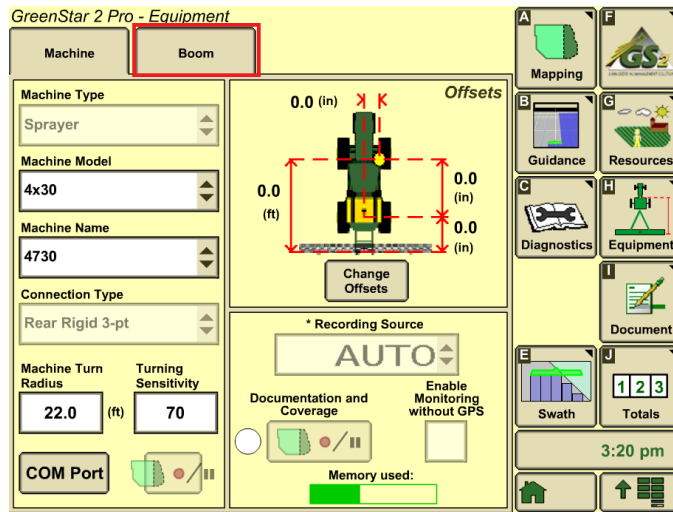 GreenStar 2 Pro - Equipment
Machine
Boom
Machine Type
Sprayer
Machine Model
4x30
Machine Name
4730
Connection Type
Rear Rigid 3-pt
Machine Turn
Radius
22.0 (ft)
Turning
Sensitivity
70
COM Port
Offsets
0.0 (in)
0.0
(ft)
0.0
(in)
0.0
(in)
Change
Offsets
* Recording Source
AUTO
Documentation and
Coverage
Enable
Monitoring
without GPS
Memory used:
A
Mapping
F
GS2
B
Guidance
G
Resources
C
Diagnostics
H
Equipment
I
Document
E
Swath
J
1 2 3
Totals
3:20 pm